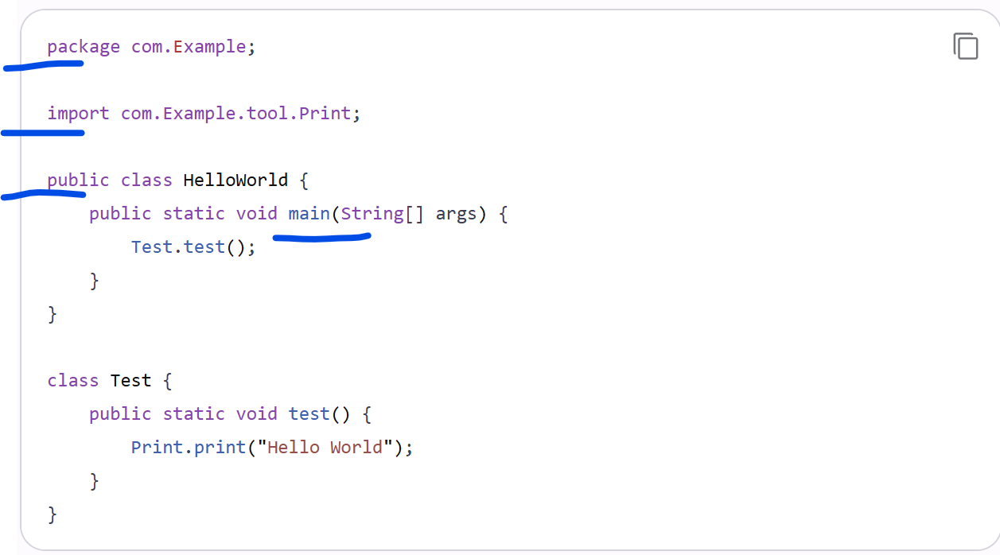 package com.Example;
import com.Example.tool.Print;
public class HelloWorld {
    public static void main(String[] args) {
        Test.test();
    }
}
class Test {
    public static void test() {
        Print.print("Hello World");
    }
}